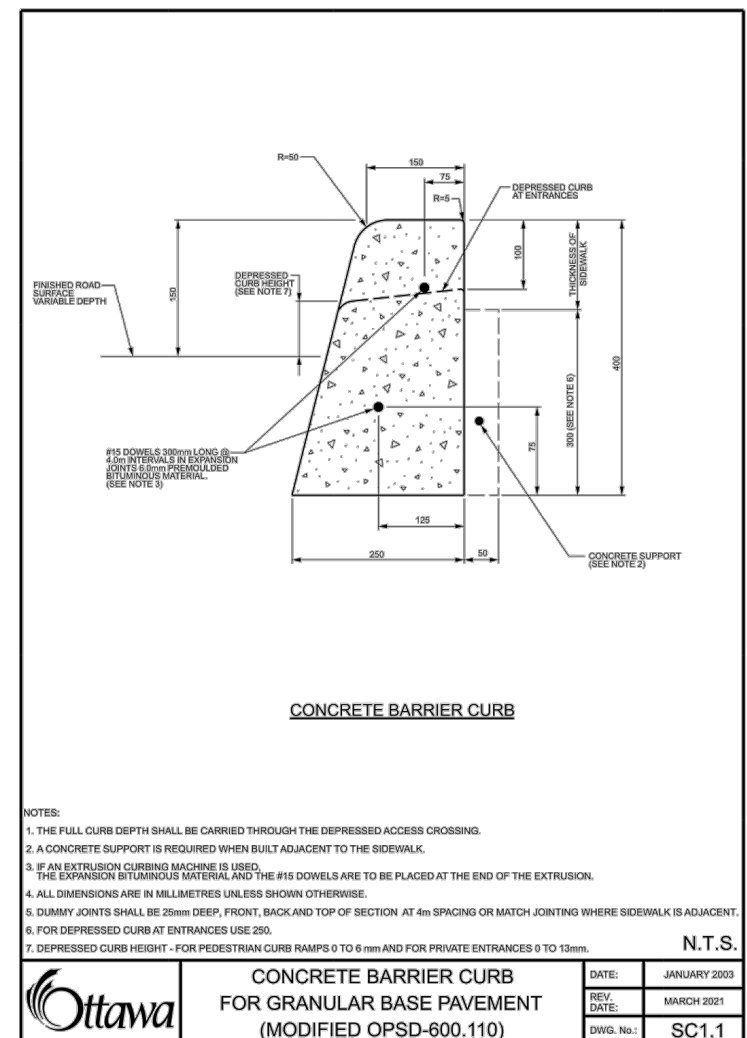 R=50
150
75
R=5
DEPRESSED CURB
AT ENTRANCES
100
THICKNESS OF
SIDEWALK
FINISHED ROAD
SURFACE
VARIABLE DEPTH
150
DEPRESSED
CURB HEIGHT
(SEE NOTE 7)
400
300 (SEE NOTE 6)
75
#15 DOWELS 300mm LONG @
4.0m INTERVALS IN EXPANSION
JOINTS 6.0mm PREMOULDED
BITUMINOUS MATERIAL.
(SEE NOTE 3)
125
250
50
CONCRETE SUPPORT
(SEE NOTE 2)
CONCRETE BARRIER CURB
NOTES:
1. THE FULL CURB DEPTH SHALL BE CARRIED THROUGH THE DEPRESSED ACCESS CROSSING.
2. A CONCRETE SUPPORT IS REQUIRED WHEN BUILT ADJACENT TO THE SIDEWALK.
3. IF AN EXTRUSION CURBING MACHINE IS USED,
THE EXPANSION BITUMINOUS MATERIAL AND THE #15 DOWELS ARE TO BE PLACED AT THE END OF THE EXTRUSION.
4. ALL DIMENSIONS ARE IN MILLIMETRES UNLESS SHOWN OTHERWISE.
5. DUMMY JOINTS SHALL BE 25mm DEEP, FRONT, BACK AND TOP OF SECTION AT 4m SPACING OR MATCH JOINTING WHERE SIDEWALK IS ADJACENT.
6. FOR DEPRESSED CURB AT ENTRANCES USE 250.
7. DEPRESSED CURB HEIGHT - FOR PEDESTRIAN CURB RAMPS 0 TO 6 mm AND FOR PRIVATE ENTRANCES 0 TO 13mm.
N.T.S.
Ottawa
CONCRETE BARRIER CURB
FOR GRANULAR BASE PAVEMENT
(MODIFIED OPSD-600.110)
DATE: JANUARY 2003
REV.
DATE: MARCH 2021
DWG. No.: SC1.1